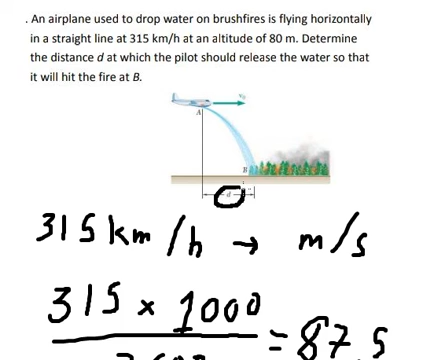 . An airplane used to drop water on brushfires is flying horizontally
in a straight line at 315 km/h at an altitude of 80 m. Determine
the distance d at which the pilot should release the water so that
it will hit the fire at B.
A
B
d
315 km/h → m/s
315 × 1000
= 87.5